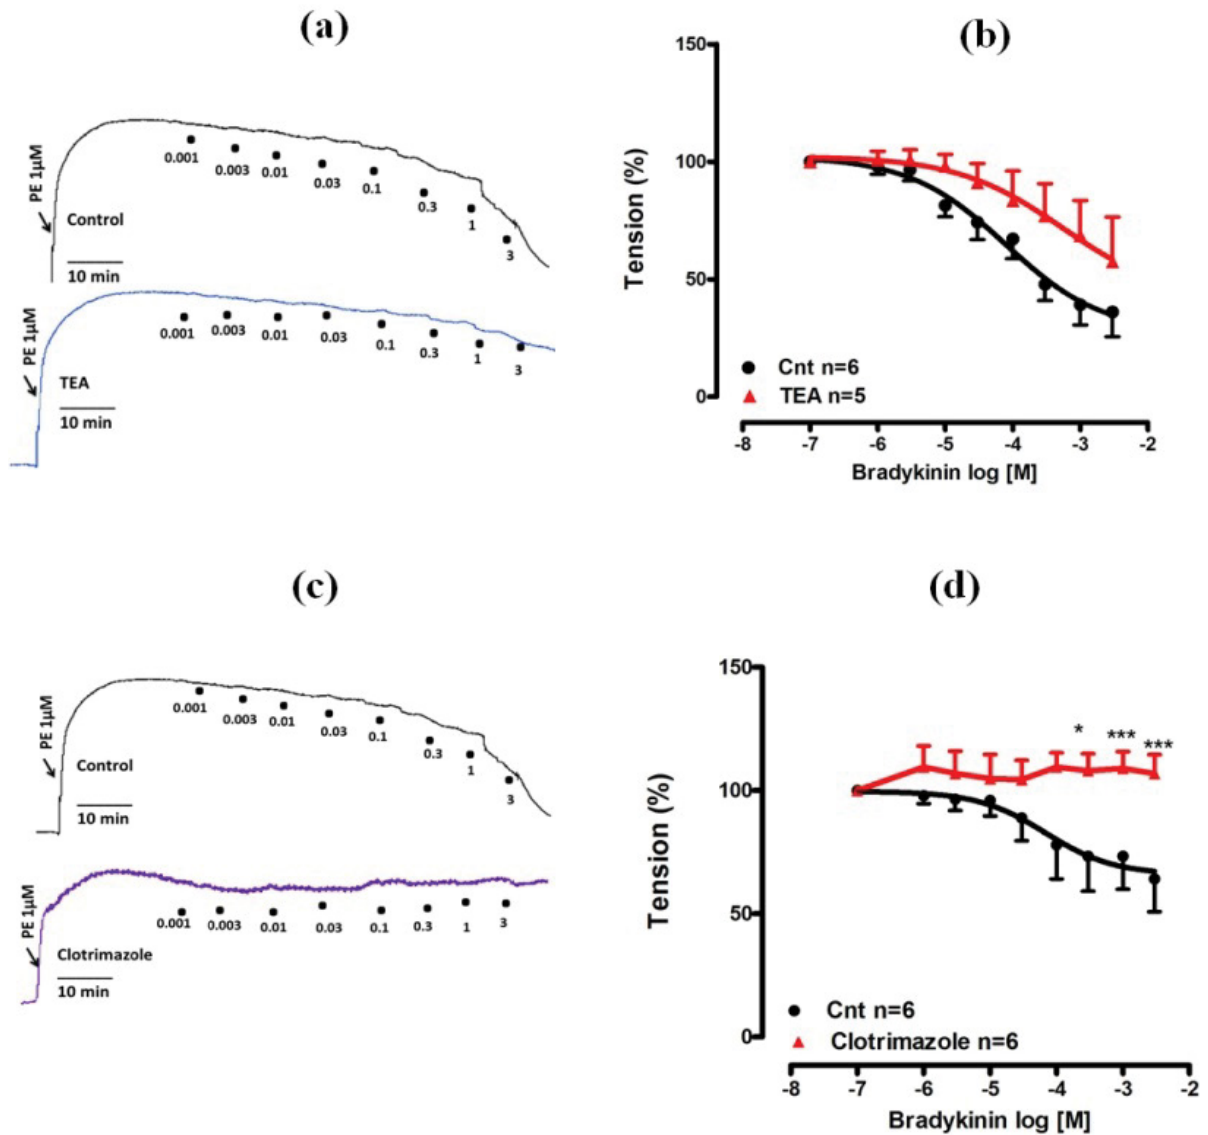 (a)
PE 1µM
Control
10 min
0.001
0.003
0.01
0.03
0.1
0.3
1
3
PE 1µM
TEA
10 min
0.001
0.003
0.01
0.03
0.1
0.3
1
3
(b)
Tension (%)
150
100
50
0
Cnt n=6
TEA n=5
-8 -7 -6 -5 -4 -3 -2
Bradykinin log [M]
(c)
PE 1µM
Control
10 min
0.001
0.003
0.01
0.03
0.1
0.3
1
3
PE 1µM
Clotrimazole
10 min
0.001
0.003
0.01
0.03
0.1
0.3
1
3
(d)
Tension (%)
150
100
50
0
* *** ***
Cnt n=6
Clotrimazole n=6
-8 -7 -6 -5 -4 -3 -2
Bradykinin log [M]